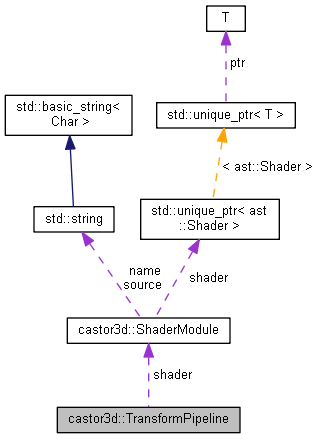 T
ptr
std::basic_string<
Char >
std::unique_ptr< T >
< ast::Shader >
std::string
std::unique_ptr< ast
::Shader >
name
source
shader
castor3d::ShaderModule
shader
castor3d::TransformPipeline